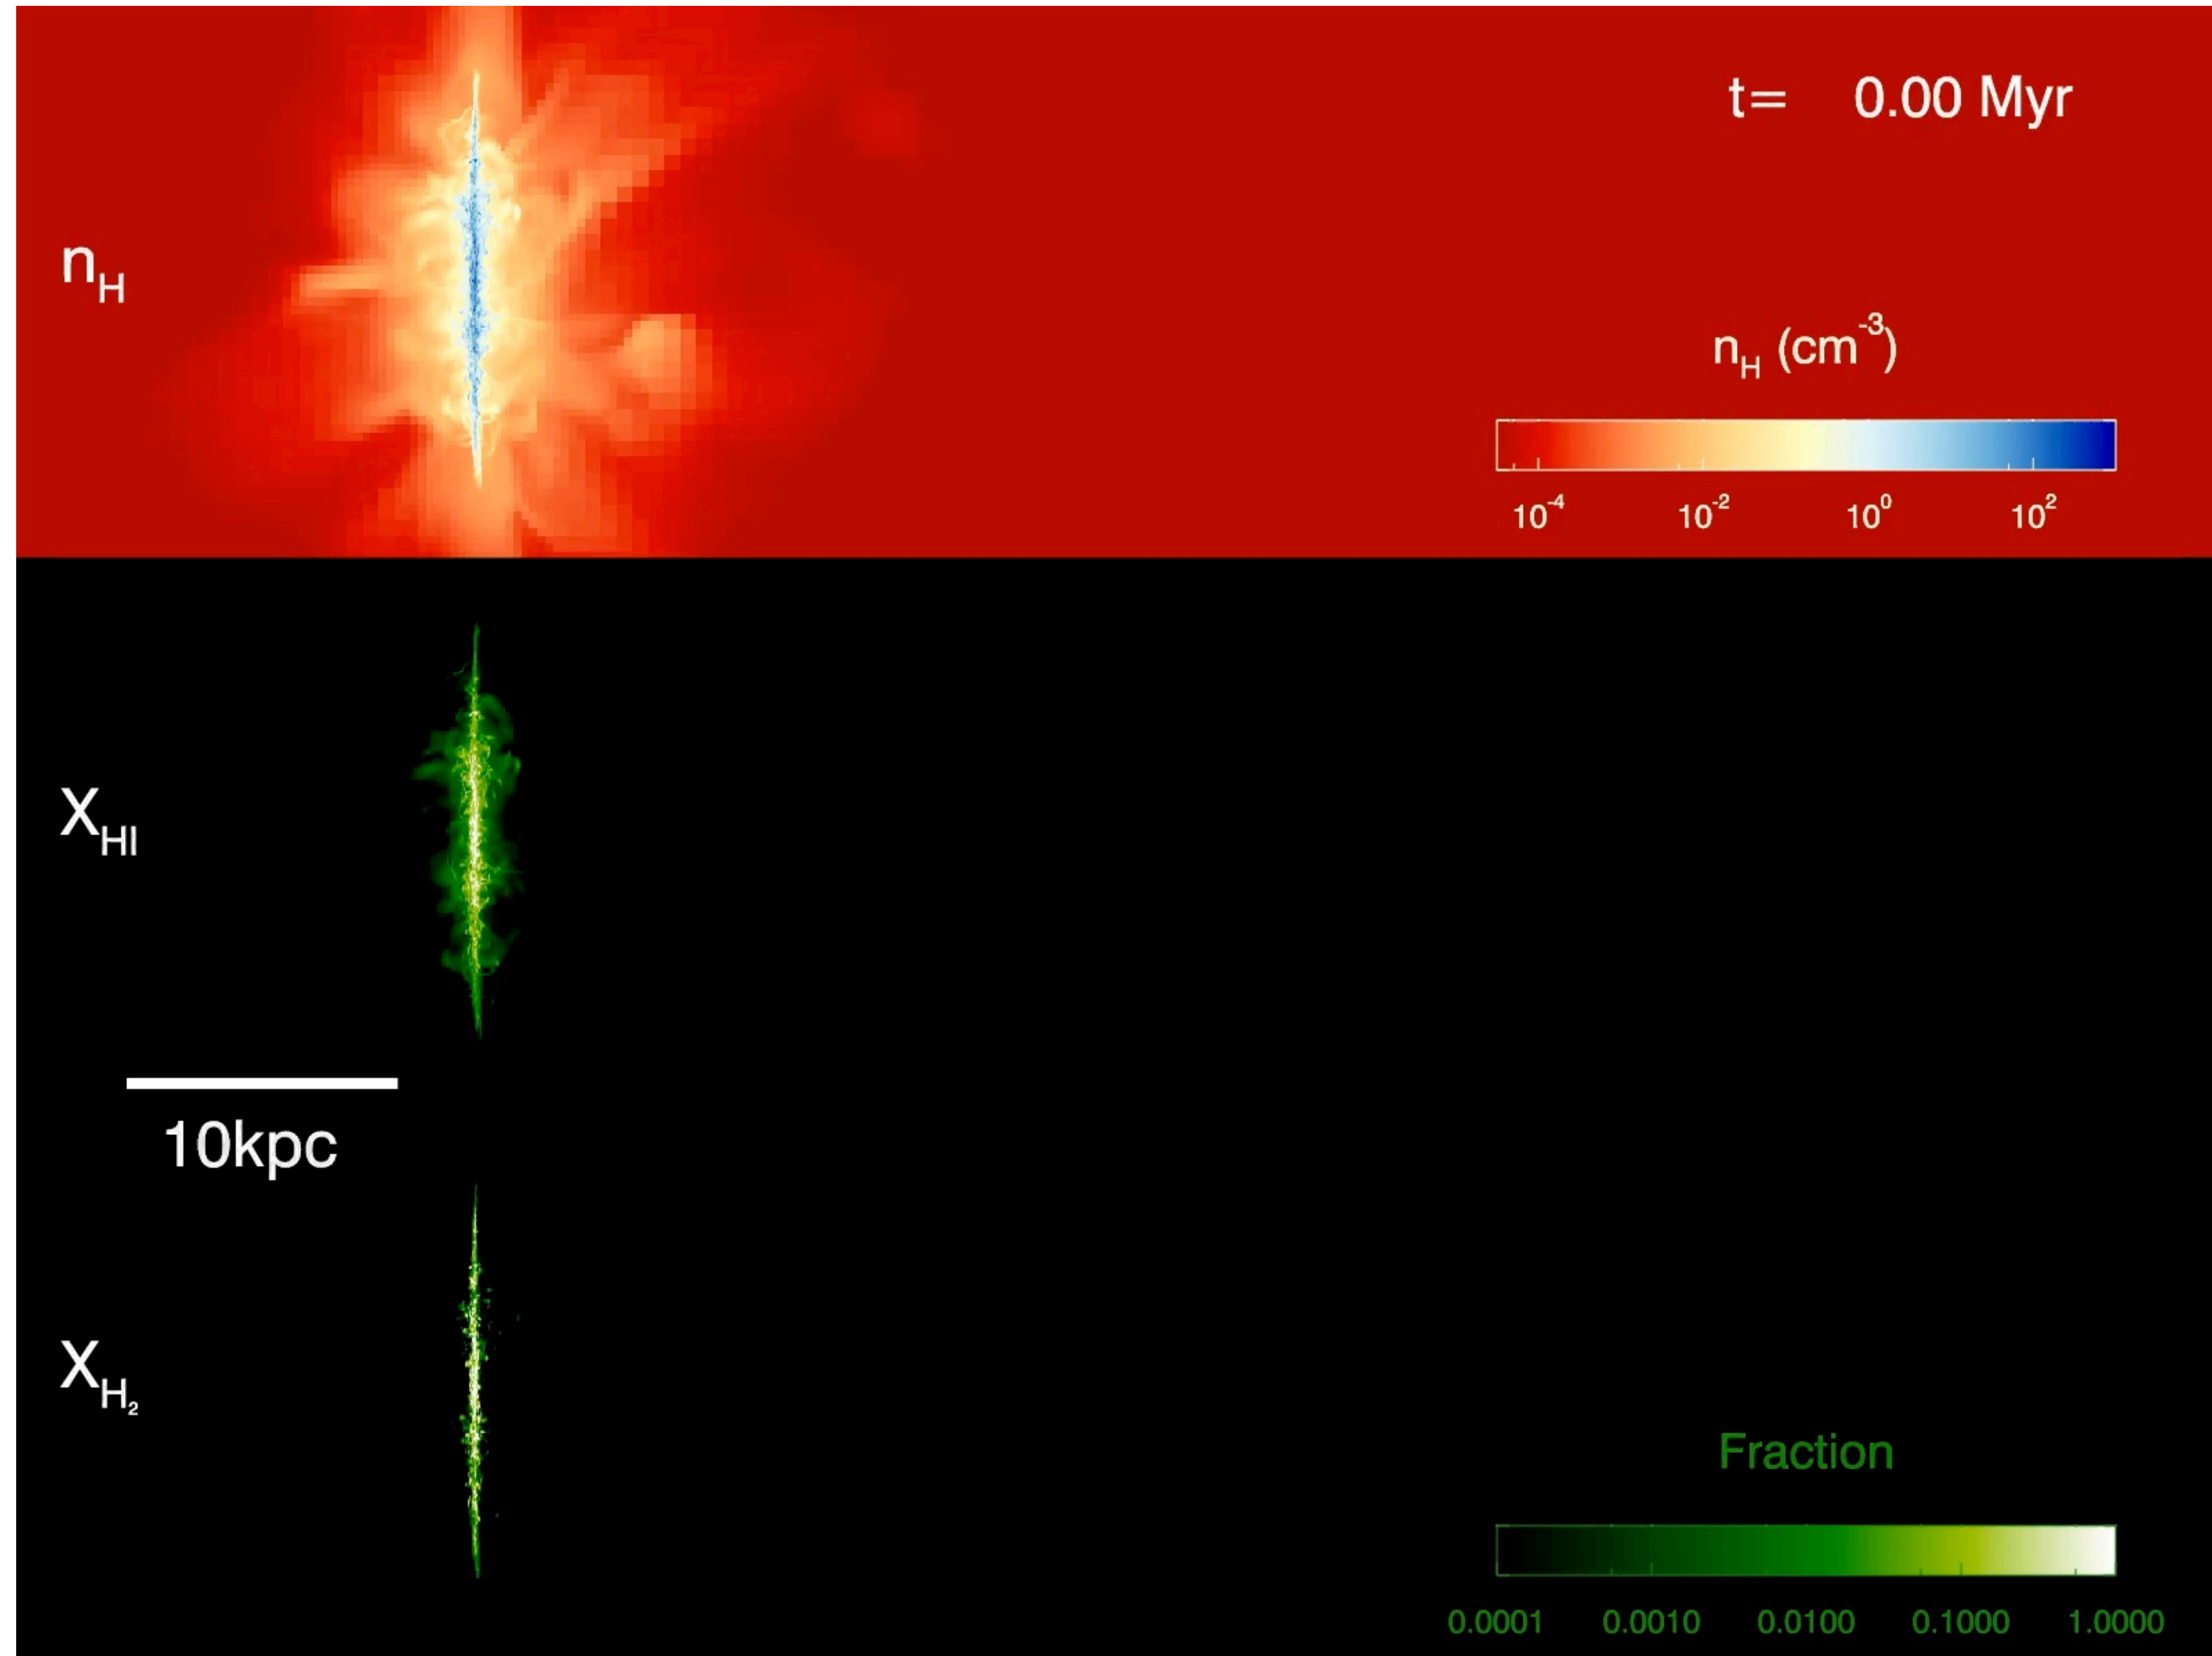 t= 0.00 Myr
n_H
n_H (cm^-3)
10^-4 10^-2 10^0 10^2
X_HI
10kpc
X_H_2
Fraction
0.0001 0.0010 0.0100 0.1000 1.0000